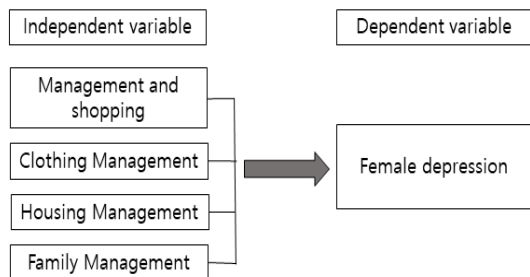 Independent variable
Dependent variable
Management and
shopping
Clothing Management
Housing Management
Family Management
Female depression